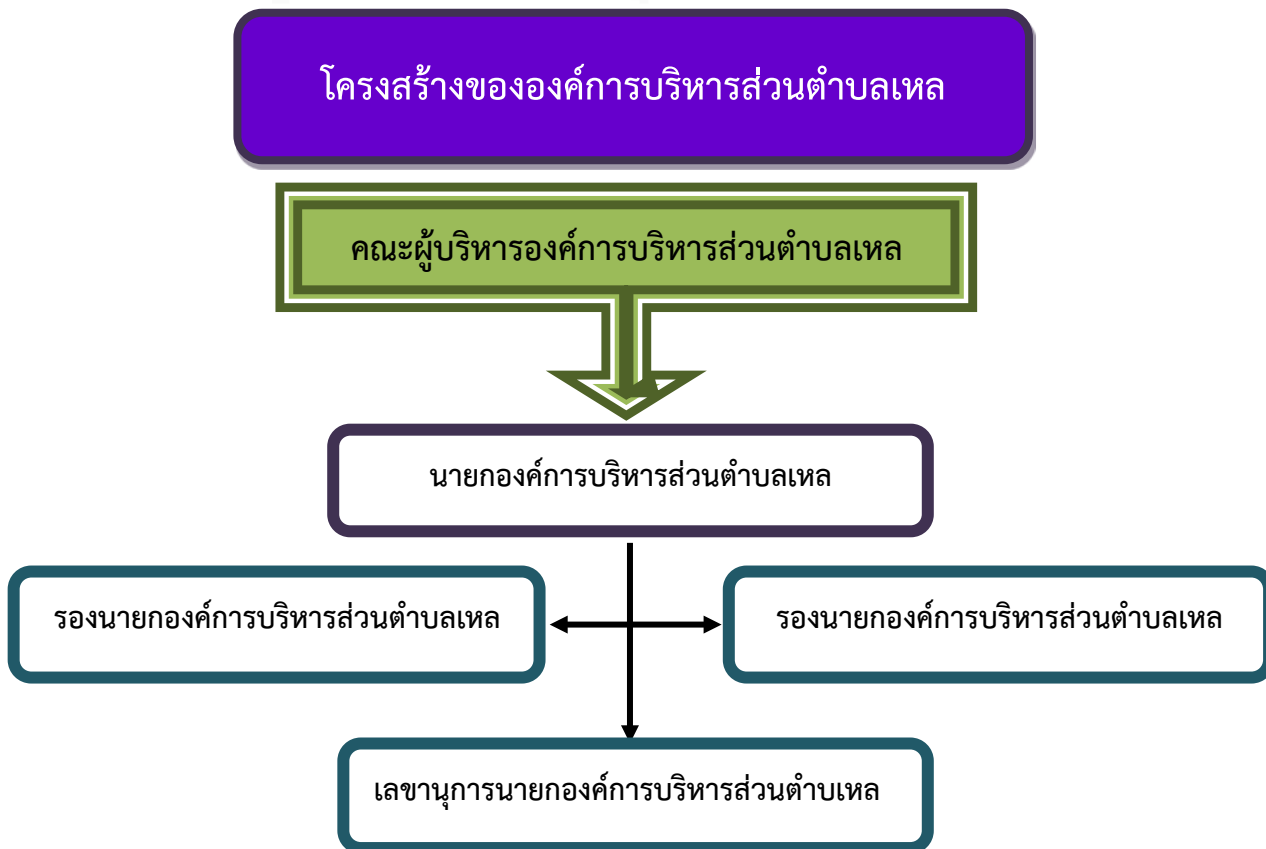 โครงสร้างขององค์การบริหารส่วนตำบลเหล
คณะผู้บริหารองค์การบริหารส่วนตำบลเหล
นายกองค์การบริหารส่วนตำบลเหล
รองนายกองค์การบริหารส่วนตำบลเหล
รองนายกองค์การบริหารส่วนตำบลเหล
เลขานุการนายกองค์การบริหารส่วนตำบเหล